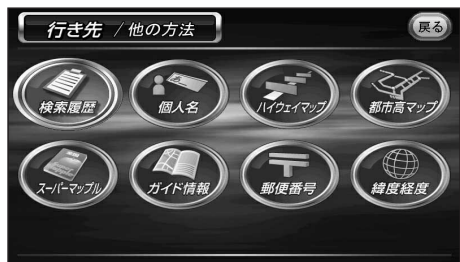 行き先 / 他の方法
戻る
検索履歴
個人名
ハイウェイマップ
都市高マップ
スーパーマップル
ガイド情報
郵便番号
緯度経度